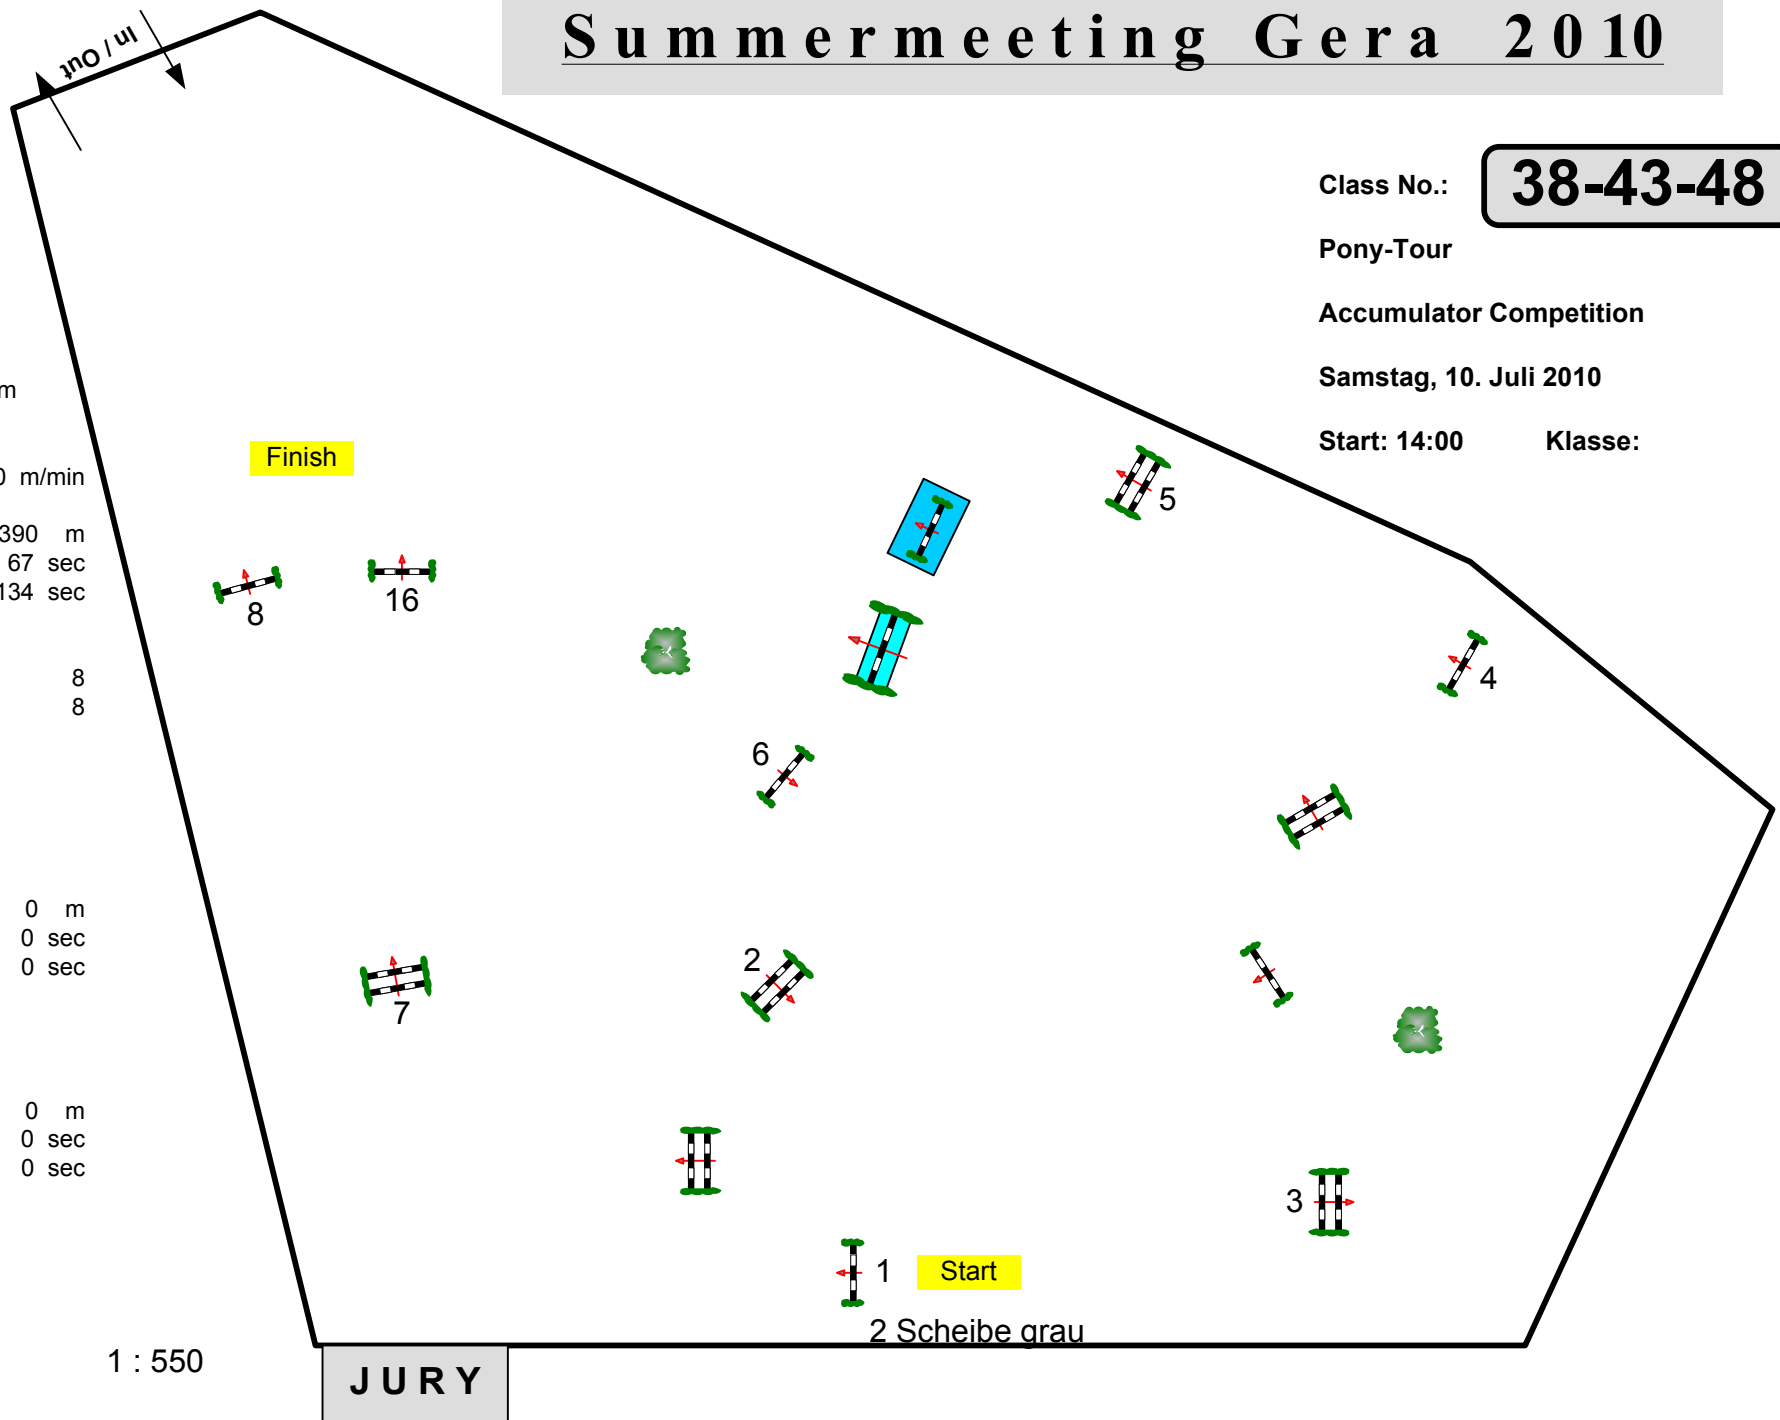 Summermeeting Gera 2010
In / Out
Class No.: 38-43-48
Pony-Tour
Accumulator Competition
Samstag, 10. Juli 2010
Start: 14:00 Klasse:
m
0 m/min
390 m
67 sec
134 sec
8
8
0 m
0 sec
0 sec
0 m
0 sec
0 sec
Finish
5
8
16
4
6
2
7
3
1
Start
2 Scheibe grau
1 : 550
JURY